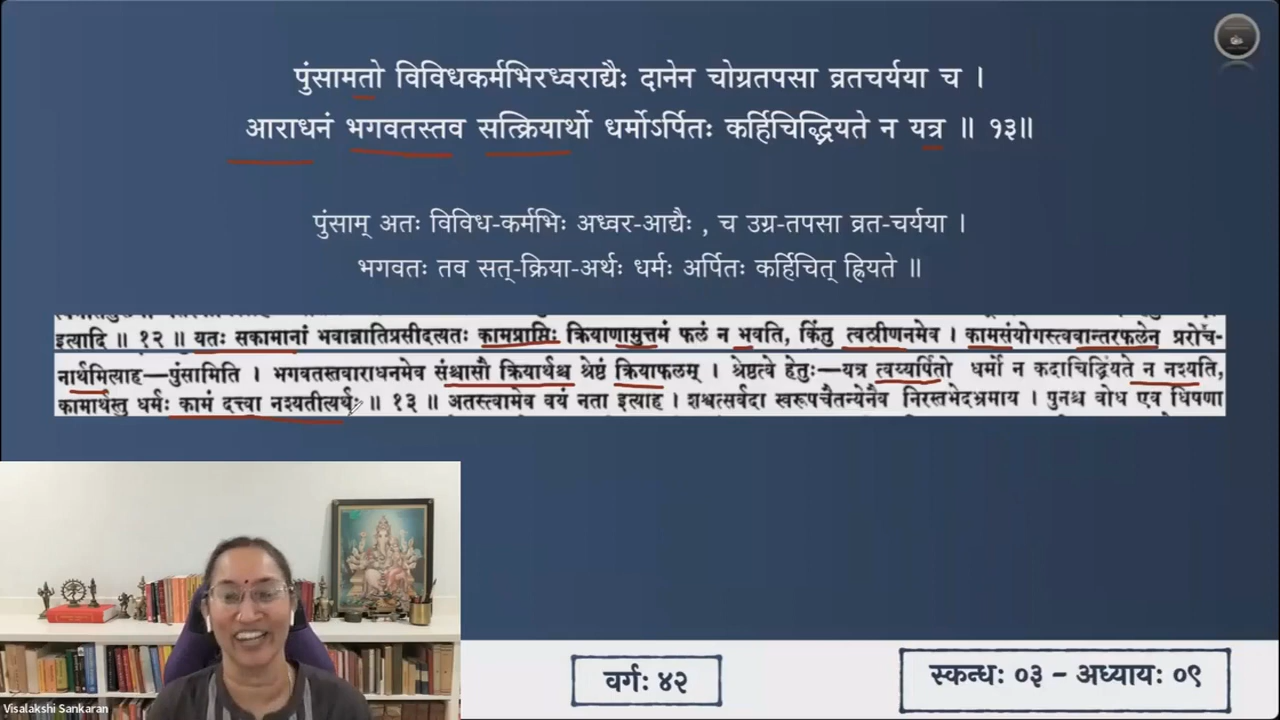 पुंसामतो विविधकर्मभिरध्वराद्यैः दानेन चोग्रतपसा व्रतचर्यया च ।
आराधनं भगवतस्तव सत्क्रियार्थो धर्मोऽर्पितः कर्हिचिद्ध्रियते न यत्र ॥ १३॥
पुंसाम् अतः विविध-कर्मभिः अध्वर-आद्यैः , च उग्र-तपसा व्रत-चर्यया ।
भगवतः तव सत्-क्रिया-अर्थः धर्मः अर्पितः कर्हिचित् ह्रियते ॥
इत्यादि ॥ १२ ॥ यतः सकामानां भवान्नातिप्रसीदत्यतः कामप्राप्तिः क्रियाणामुत्तमं फलं न भवति, किंतु त्वत्प्रीणनमेव । कामसंयोगस्त्ववान्तरफलेन प्ररोच-
नार्थमित्याह—पुंसामिति । भगवतस्तवाराधनमेव संश्चासौ क्रियार्थश्च श्रेष्ठं क्रियाफलम् । श्रेष्ठत्वे हेतुः—यत्र त्वय्यर्पितो धर्मो न कदाचिद्ध्रियते न नश्यति,
कामार्थस्तु धर्मः कामं दत्त्वा नश्यतीत्यर्थः ॥ १३ ॥ अतस्त्वामेव वयं नता इत्याह । शश्वत्सर्वदा स्वरूपचैतन्येनैव निरस्तभेदभ्रमाय । पुनश्च बोध एव धिषणा
Visalakshi Sankaran
वर्गः ४२
स्कन्धः ०३ – अध्यायः ०९